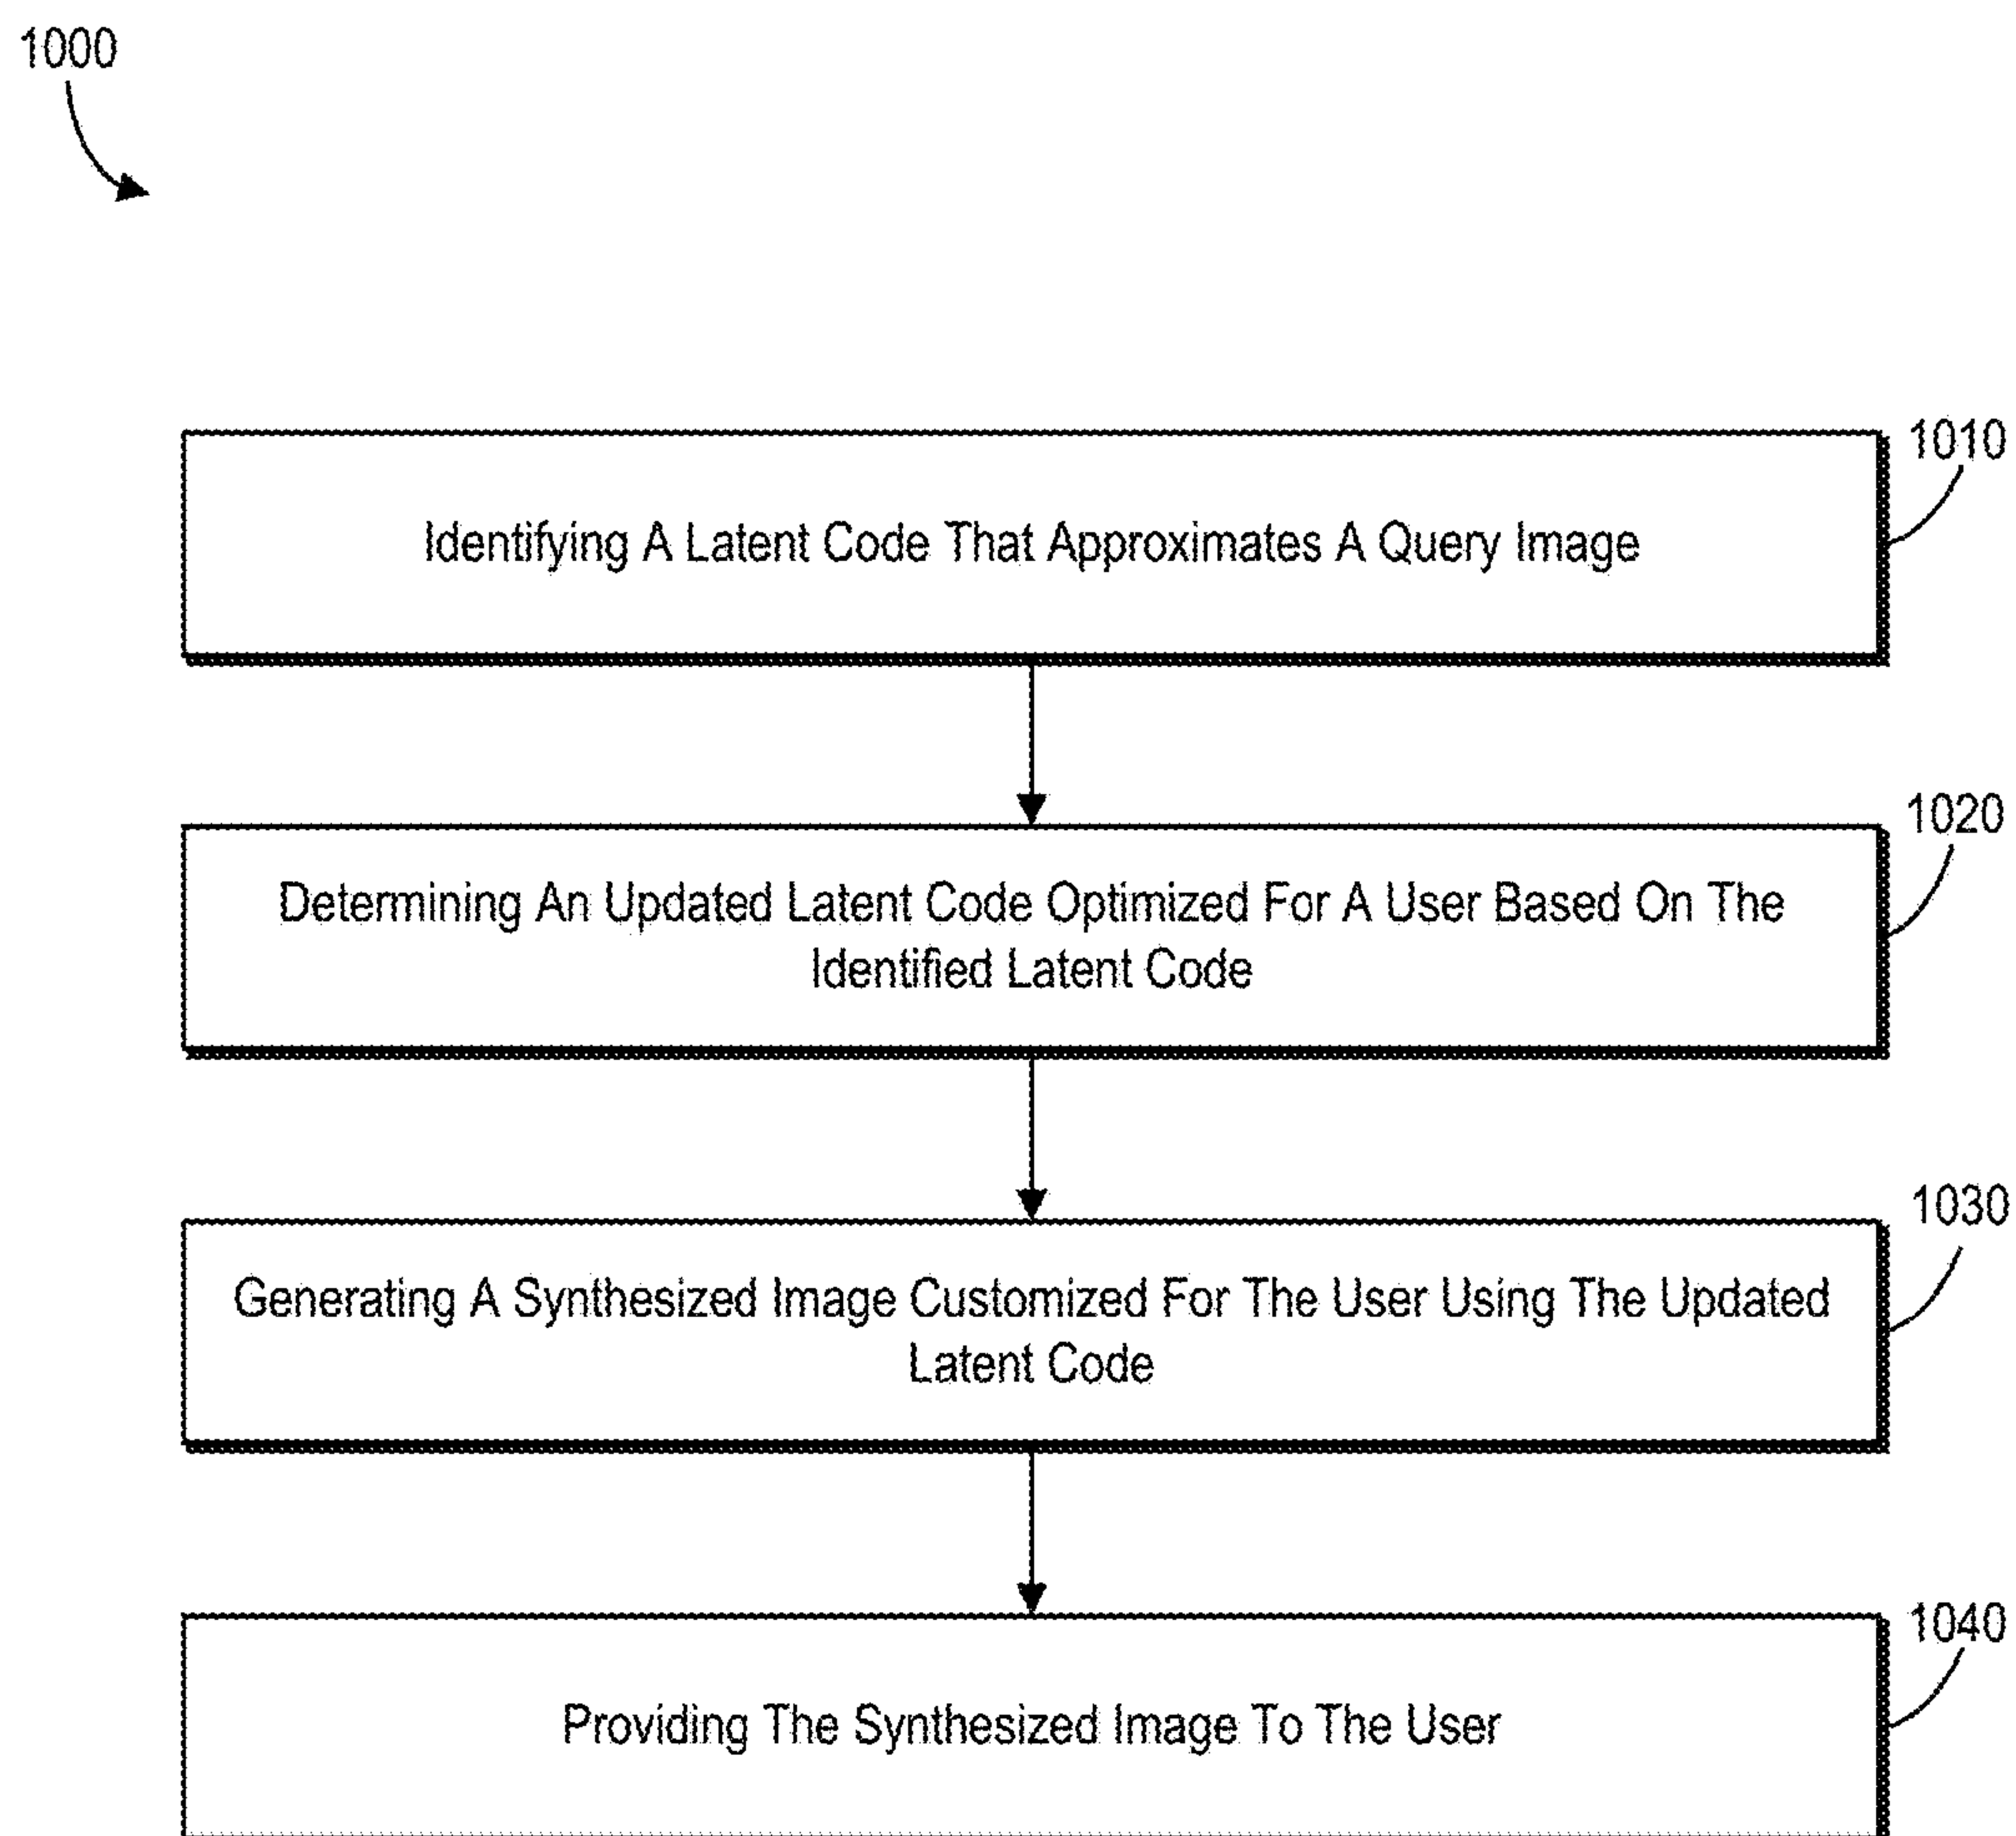 1000
1010
Identifying A Latent Code That Approximates A Query Image
1020
Determining An Updated Latent Code Optimized For A User Based On The
Identified Latent Code
1030
Generating A Synthesized Image Customized For The User Using The Updated
Latent Code
1040
Providing The Synthesized Image To The User